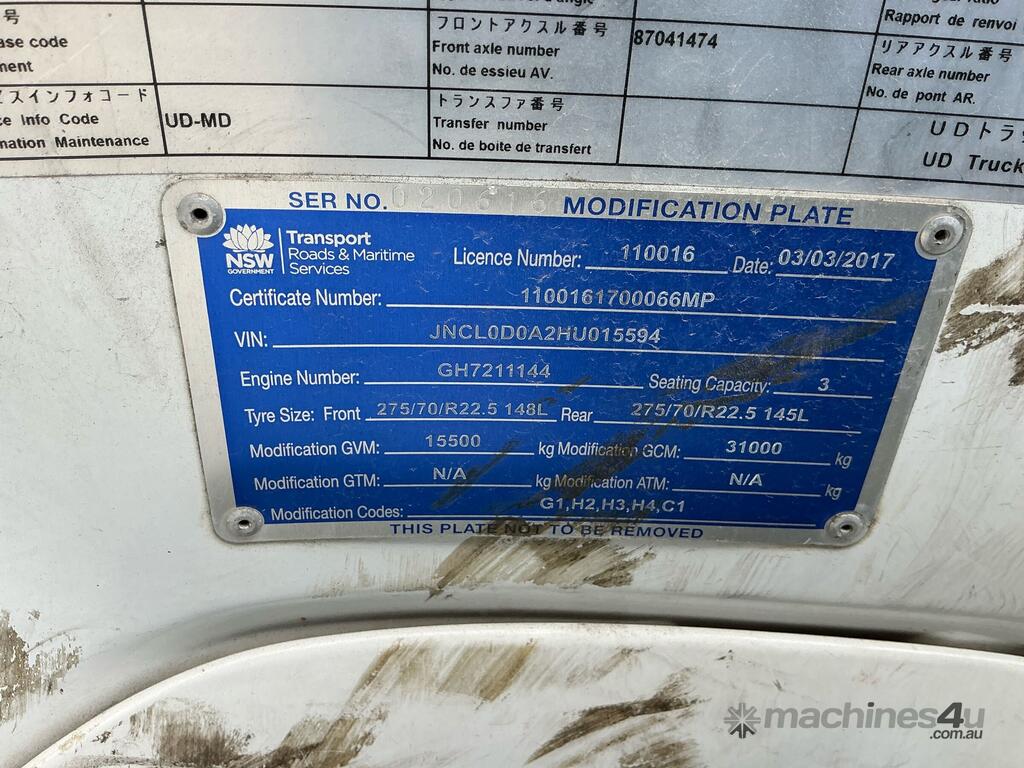 号
ase code
ment
フロントアクスル番号
Front axle number
No. de essieu AV.
87041474
Rapport de renvoi
リアアクスル番号
Rear axle number
No. de pont AR.
ビスインフォコード
ce Info Code
mation Maintenance
UD-MD
トランスファ番号
Transfer number
No. de boite de transfert
UDトラ
UD Truck
SER NO. 020616 MODIFICATION PLATE
NSW GOVERNMENT
Transport
Roads & Maritime
Services
Licence Number: 110016 Date: 03/03/2017
Certificate Number: 1100161700066MP
VIN: JNCL0D0A2HU015594
Engine Number: GH7211144 Seating Capacity: 3
Tyre Size: Front 275/70/R22.5 148L Rear 275/70/R22.5 145L
Modification GVM: 15500 kg Modification GCM: 31000 kg
Modification GTM: N/A kg Modification ATM: N/A kg
Modification Codes: G1,H2,H3,H4,C1
THIS PLATE NOT TO BE REMOVED
machines4u
.com.au